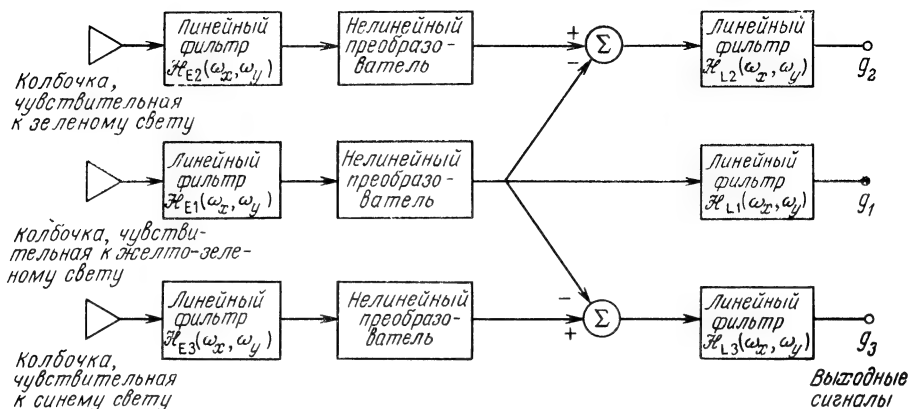 Линейный
фильтр
ℋE2(ωx, ωy)
Нелинейный
преобразо-
ватель
+
−
Σ
Линейный
фильтр
ℋL2(ωx, ωy)
g2
Колбочка,
чувствительная
к зеленому свету
Линейный
фильтр
ℋE1(ωx, ωy)
Нелинейный
преобразо-
ватель
Линейный
фильтр
ℋL1(ωx, ωy)
g1
Колбочка, чувстви-
тельная к желто-зеле-
ному свету
Линейный
фильтр
ℋE3(ωx, ωy)
Нелинейный
преобразо-
ватель
−
+
Σ
Линейный
фильтр
ℋL3(ωx, ωy)
g3
Колбочка,
чувствительная
к синему свету
Выходные
сигналы